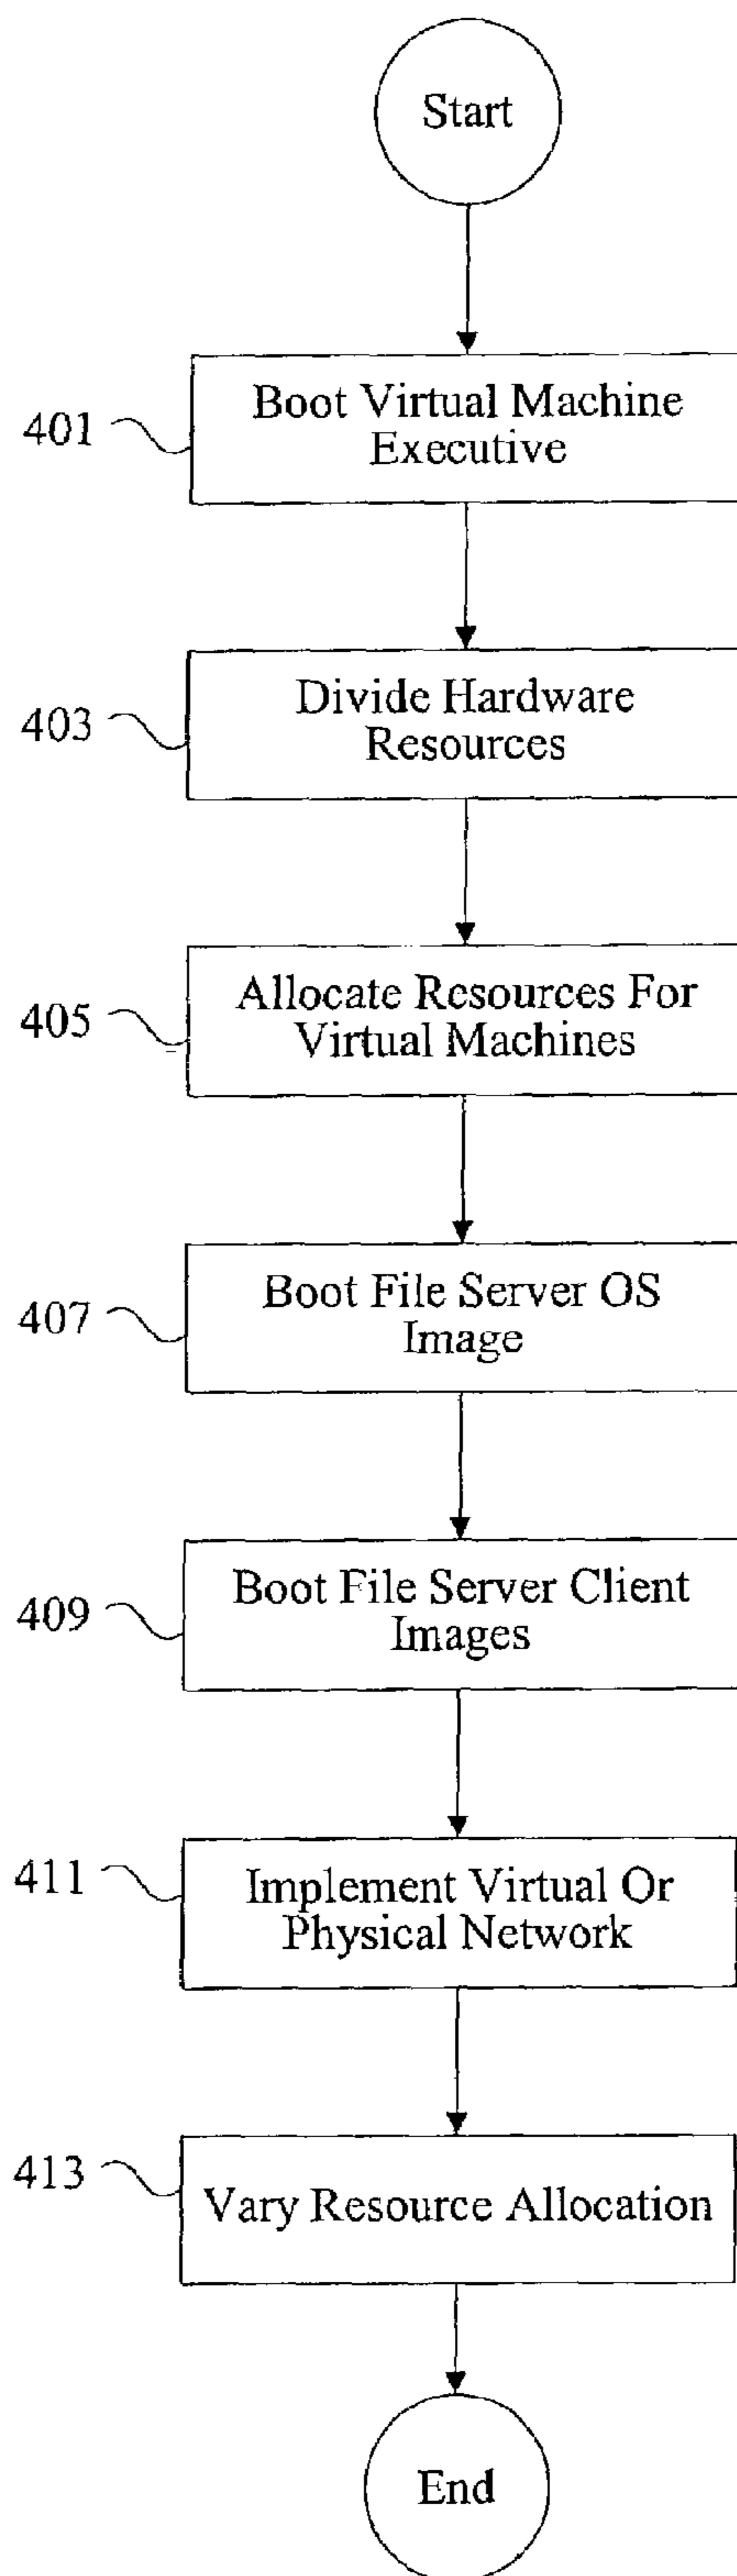 Start
401
Boot Virtual Machine
Executive
403
Divide Hardware
Resources
405
Allocate Resources For
Virtual Machines
407
Boot File Server OS
Image
409
Boot File Server Client
Images
411
Implement Virtual Or
Physical Network
413
Vary Resource Allocation
End